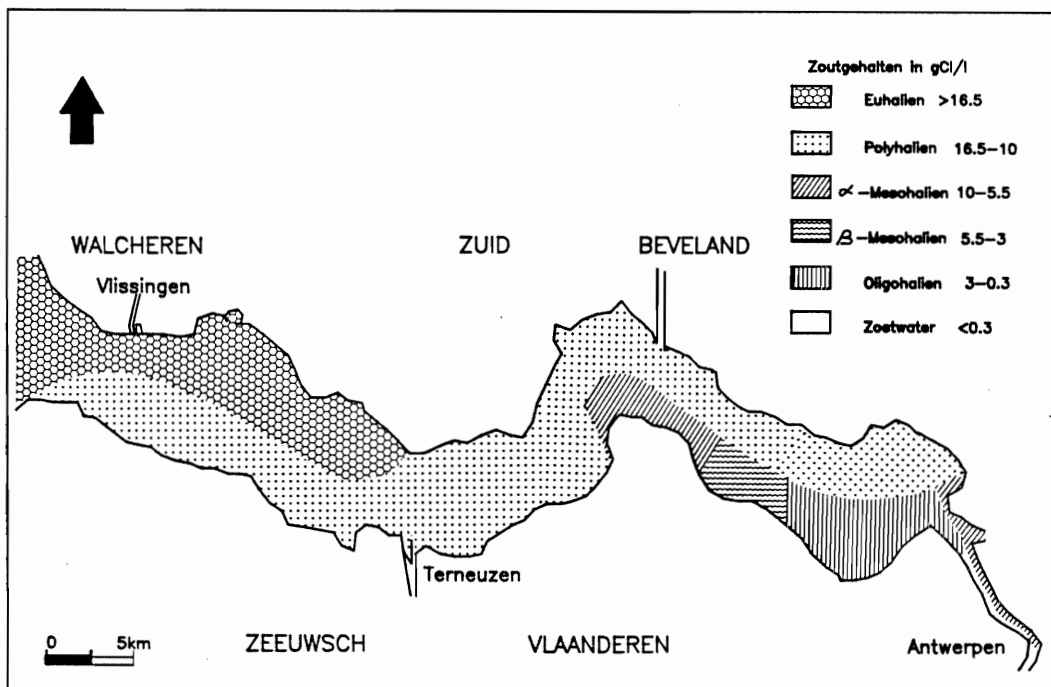 Zoutgehalten in gCl/l
Euhalien >16.5
Polyhalien 16.5-10
α-Mesohalien 10-5.5
β-Mesohalien 5.5-3
Oligohalien 3-0.3
Zoetwater <0.3
WALCHEREN
ZUID
BEVELAND
Vlissingen
Terneuzen
0 5km
ZEEUWSCH
VLAANDEREN
Antwerpen